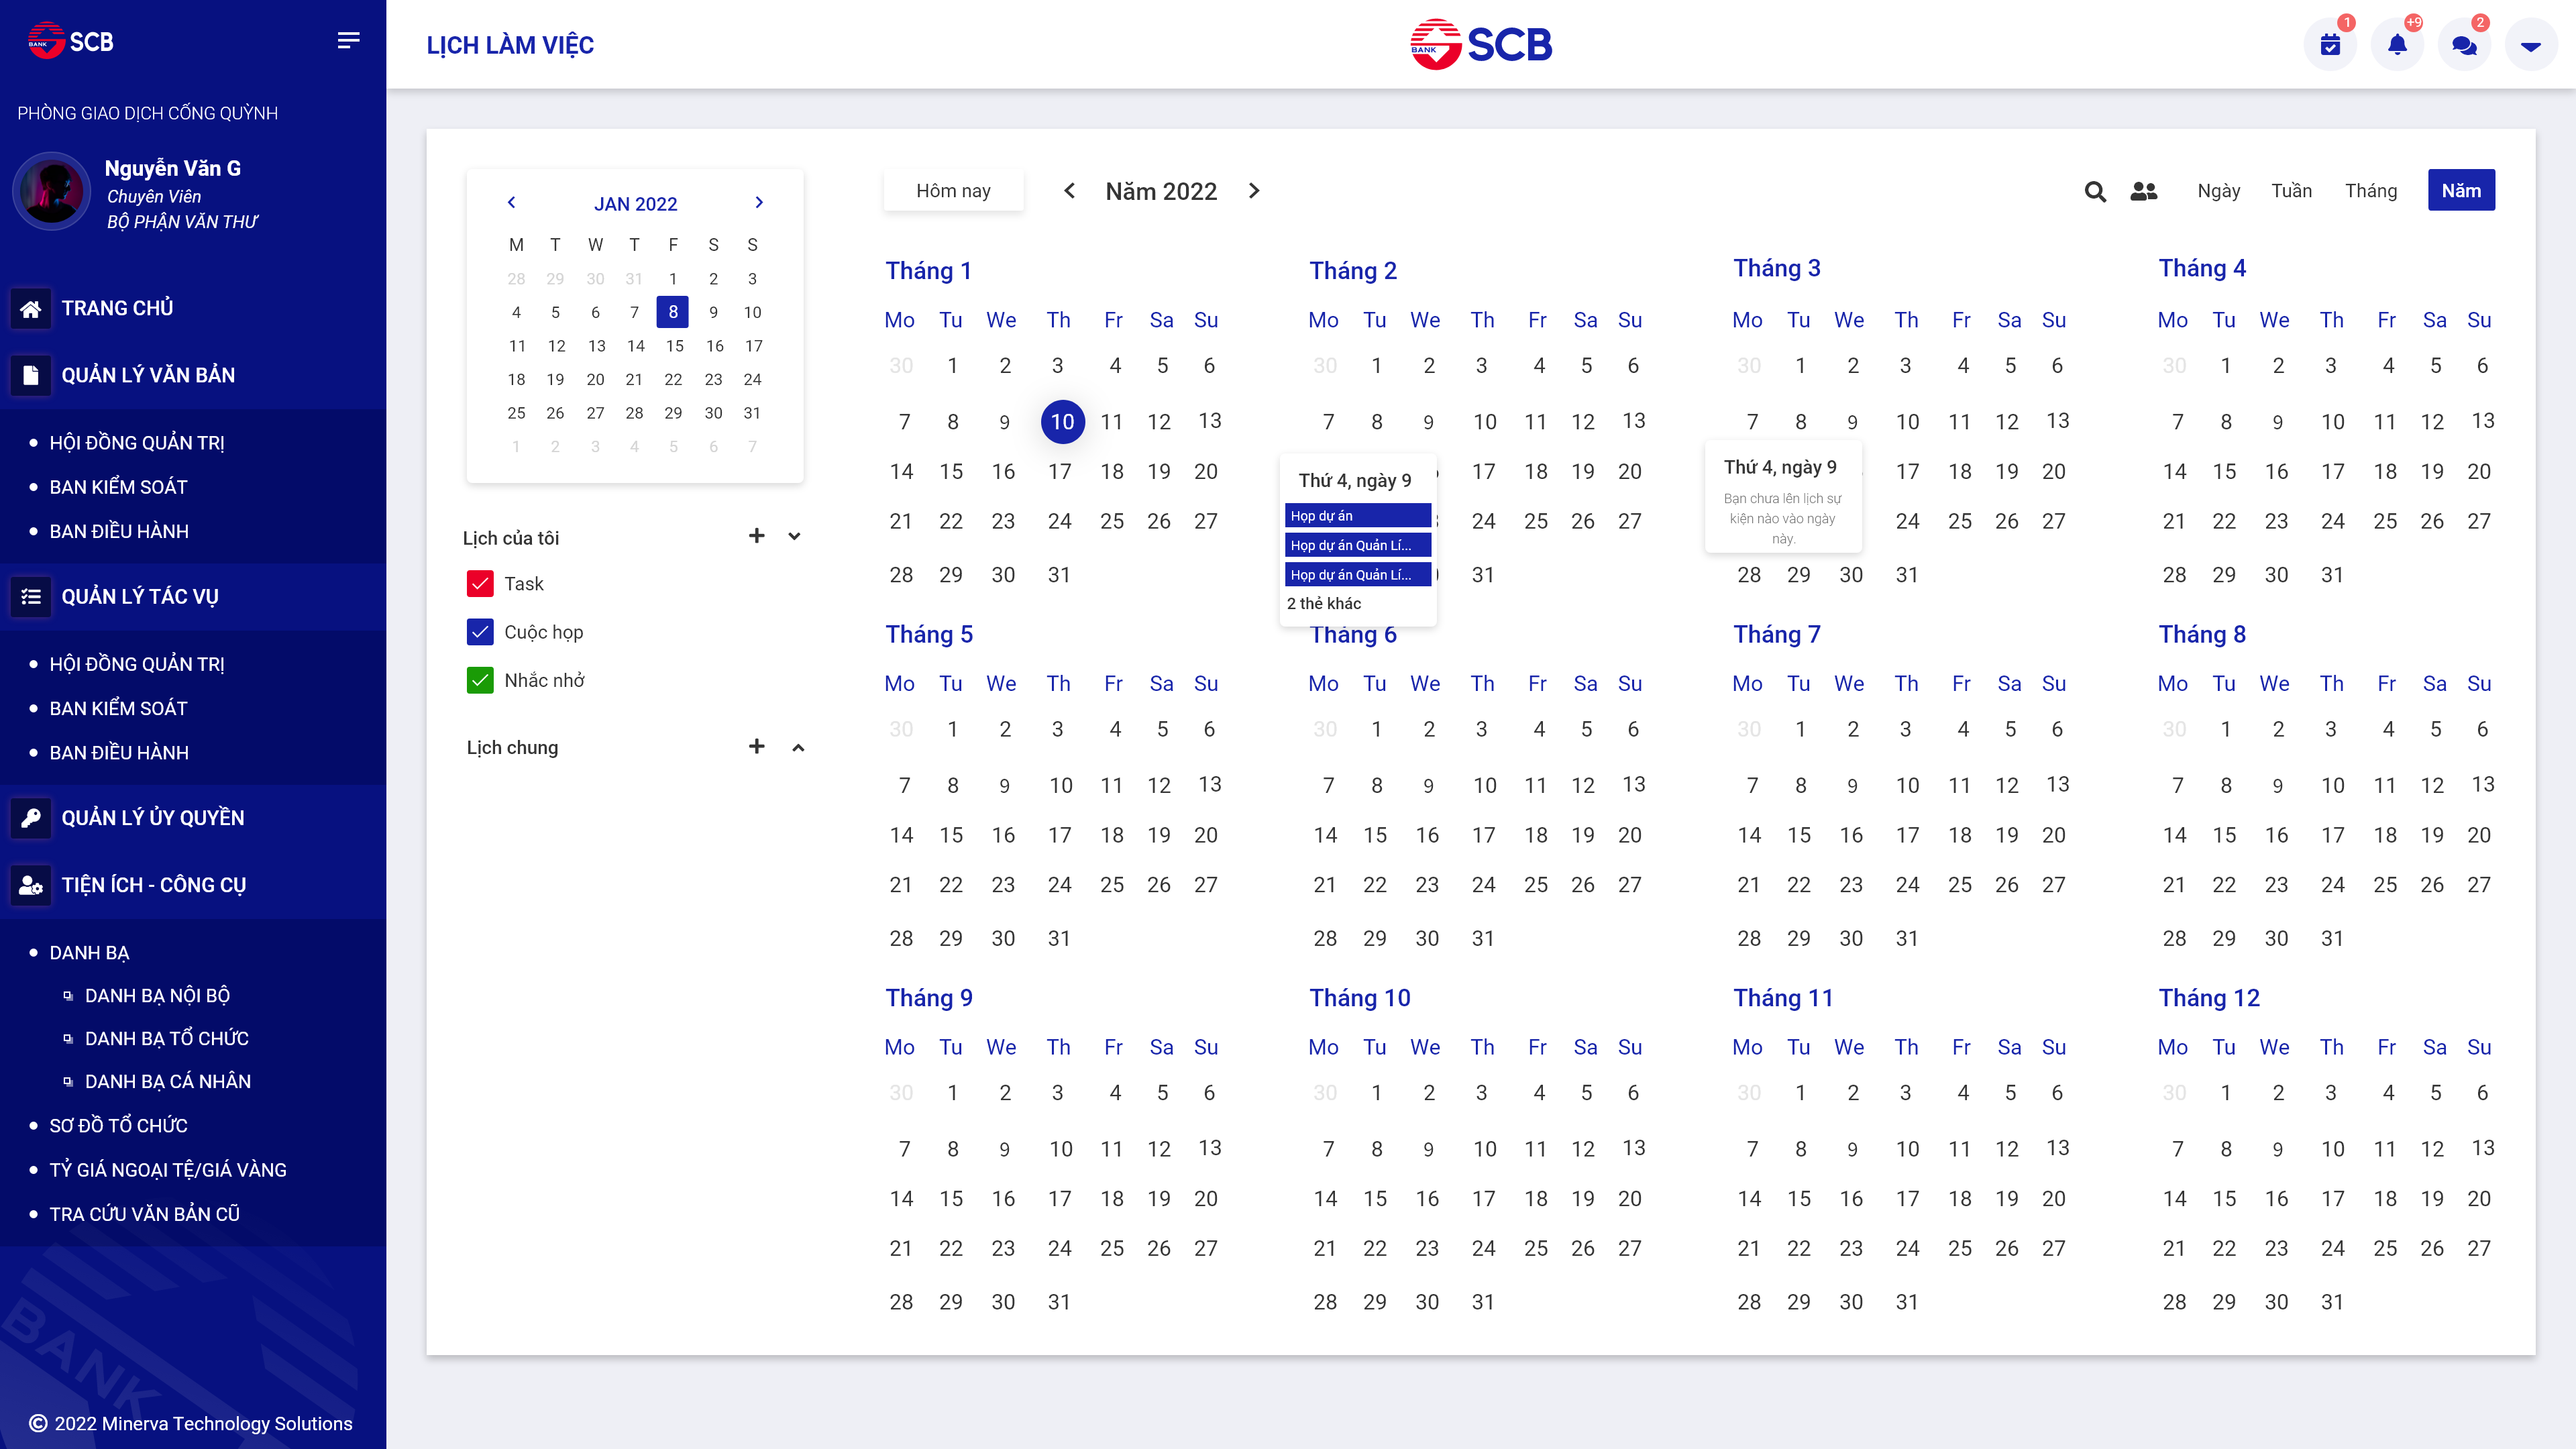 BANK SCB
PHÒNG GIAO DỊCH CỐNG QUỲNH
Nguyễn Văn G
Chuyên Viên
BỘ PHẬN VĂN THƯ
TRANG CHỦ
QUẢN LÝ VĂN BẢN
HỘI ĐỒNG QUẢN TRỊ
BAN KIỂM SOÁT
BAN ĐIỀU HÀNH
QUẢN LÝ TÁC VỤ
HỘI ĐỒNG QUẢN TRỊ
BAN KIỂM SOÁT
BAN ĐIỀU HÀNH
QUẢN LÝ ỦY QUYỀN
TIỆN ÍCH - CÔNG CỤ
DANH BẠ
DANH BẠ NỘI BỘ
DANH BẠ TỔ CHỨC
DANH BẠ CÁ NHÂN
SƠ ĐỒ TỔ CHỨC
TỶ GIÁ NGOẠI TỆ/GIÁ VÀNG
TRA CỨU VĂN BẢN CŨ
BANK
© 2022 Minerva Technology Solutions
LỊCH LÀM VIỆC
BANK SCB
1 +9 2
JAN 2022
M T W T F S S
28 29 30 31 1 2 3
4 5 6 7 8 9 10
11 12 13 14 15 16 17
18 19 20 21 22 23 24
25 26 27 28 29 30 31
1 2 3 4 5 6 7
Lịch của tôi
Task
Cuộc họp
Nhắc nhở
Lịch chung
Hôm nay
Năm 2022
Ngày Tuần Tháng Năm
Tháng 1
Mo Tu We Th Fr Sa Su
30 1 2 3 4 5 6
7 8 9 10 11 12 13
14 15 16 17 18 19 20
21 22 23 24 25 26 27
28 29 30 31
Tháng 2
Mo Tu We Th Fr Sa Su
30 1 2 3 4 5 6
7 8 9 10 11 12 13
17 18 19 20
24 25 26 27
31
Thứ 4, ngày 9
Họp dự án
Họp dự án Quản Lí...
Họp dự án Quản Lí...
2 thẻ khác
Tháng 3
Mo Tu We Th Fr Sa Su
30 1 2 3 4 5 6
7 8 9 10 11 12 13
17 18 19 20
24 25 26 27
28 29 30 31
Thứ 4, ngày 9
Bạn chưa lên lịch sự
kiện nào vào ngày
này.
Tháng 4
Mo Tu We Th Fr Sa Su
30 1 2 3 4 5 6
7 8 9 10 11 12 13
14 15 16 17 18 19 20
21 22 23 24 25 26 27
28 29 30 31
Tháng 5
Mo Tu We Th Fr Sa Su
30 1 2 3 4 5 6
7 8 9 10 11 12 13
14 15 16 17 18 19 20
21 22 23 24 25 26 27
28 29 30 31
Tháng 6
Mo Tu We Th Fr Sa Su
30 1 2 3 4 5 6
7 8 9 10 11 12 13
14 15 16 17 18 19 20
21 22 23 24 25 26 27
28 29 30 31
Tháng 7
Mo Tu We Th Fr Sa Su
30 1 2 3 4 5 6
7 8 9 10 11 12 13
14 15 16 17 18 19 20
21 22 23 24 25 26 27
28 29 30 31
Tháng 8
Mo Tu We Th Fr Sa Su
30 1 2 3 4 5 6
7 8 9 10 11 12 13
14 15 16 17 18 19 20
21 22 23 24 25 26 27
28 29 30 31
Tháng 9
Mo Tu We Th Fr Sa Su
30 1 2 3 4 5 6
7 8 9 10 11 12 13
14 15 16 17 18 19 20
21 22 23 24 25 26 27
28 29 30 31
Tháng 10
Mo Tu We Th Fr Sa Su
30 1 2 3 4 5 6
7 8 9 10 11 12 13
14 15 16 17 18 19 20
21 22 23 24 25 26 27
28 29 30 31
Tháng 11
Mo Tu We Th Fr Sa Su
30 1 2 3 4 5 6
7 8 9 10 11 12 13
14 15 16 17 18 19 20
21 22 23 24 25 26 27
28 29 30 31
Tháng 12
Mo Tu We Th Fr Sa Su
30 1 2 3 4 5 6
7 8 9 10 11 12 13
14 15 16 17 18 19 20
21 22 23 24 25 26 27
28 29 30 31